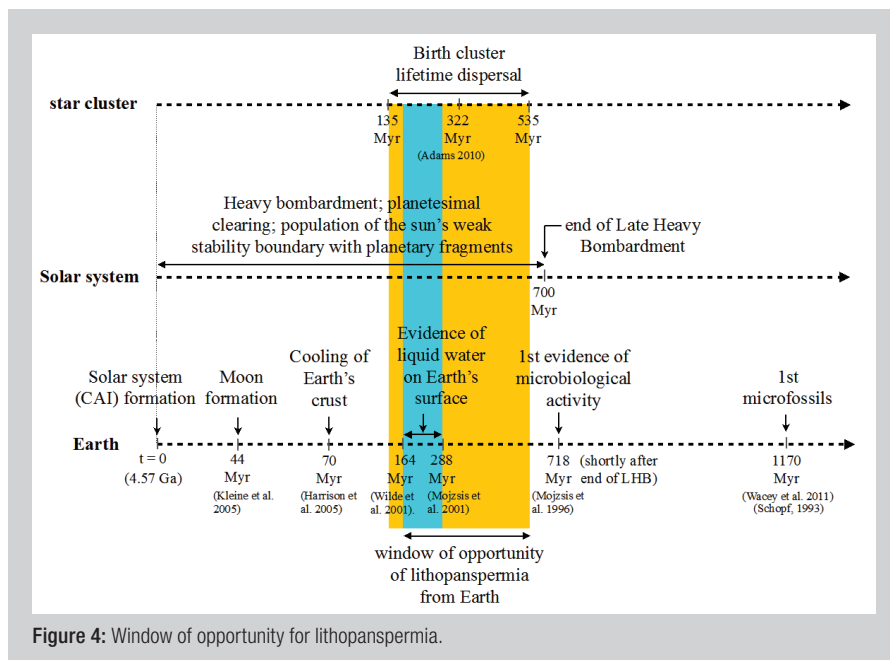 Birth cluster
lifetime dispersal
star cluster
135
Myr
322
Myr
535
Myr
(Adams 2010)
Heavy bombardment; planetesimal
clearing; population of the sun's weak
stability boundary with planetary fragments
end of Late Heavy
Bombardment
Solar system
700
Myr
Solar system
(CAI) formation
Moon
formation
Cooling of
Earth's
crust
Evidence of
liquid water
on Earth's
surface
1st evidence of
microbiological
activity
1st
microfossils
Earth
t = 0
(4.57 Ga)
44
Myr
(Kleine et al.
2005)
70
Myr
(Harrison et
al. 2005)
164
Myr
(Wilde et
al. 2001).
288
Myr
(Mojzsis et
al. 2001)
718
Myr
(Mojzsis et
al. 1996)
(shortly after
end of LHB)
1170
Myr
(Wacey et al. 2011)
(Schopf, 1993)
window of opportunity
of lithopanspermia
from Earth
Figure 4: Window of opportunity for lithopanspermia.